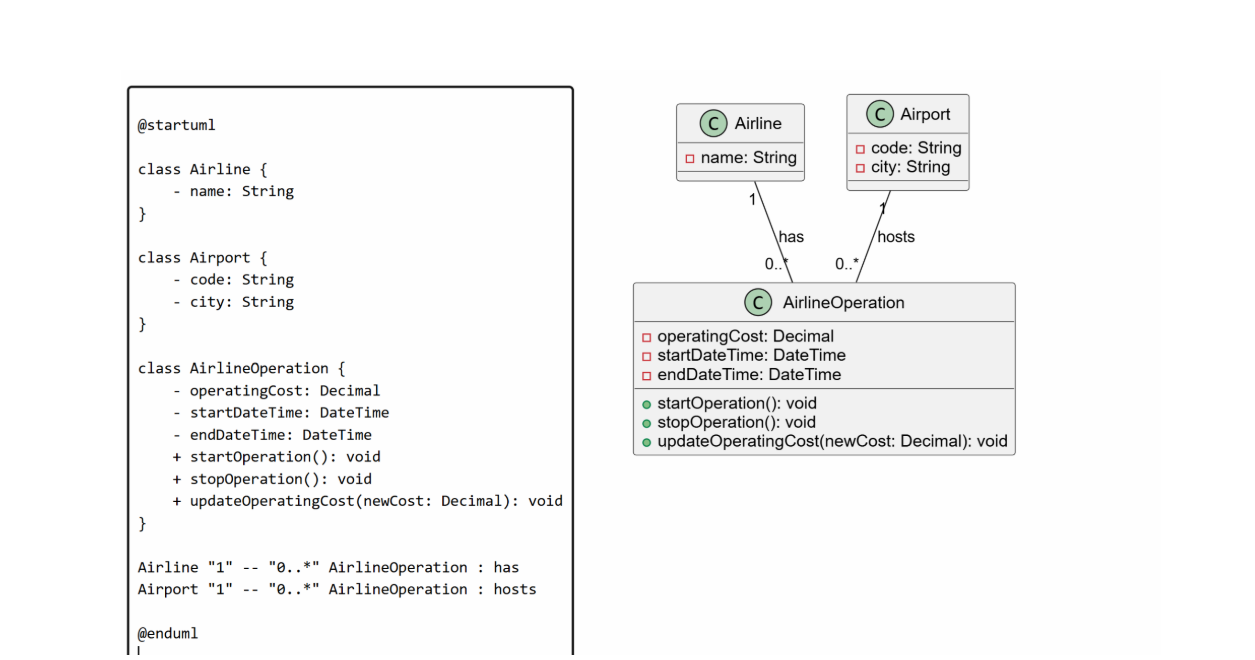 @startuml
class Airline {
- name: String
}
class Airport {
- code: String
- city: String
}
class AirlineOperation {
- operatingCost: Decimal
- startDateTime: DateTime
- endDateTime: DateTime
+ startOperation(): void
+ stopOperation(): void
+ updateOperatingCost(newCost: Decimal): void
}
Airline "1" -- "0..*" AirlineOperation : has
Airport "1" -- "0..*" AirlineOperation : hosts
@enduml
C Airline
name: String
C Airport
code: String
city: String
1
1
has
hosts
0..*
0..*
C AirlineOperation
operatingCost: Decimal
startDateTime: DateTime
endDateTime: DateTime
startOperation(): void
stopOperation(): void
updateOperatingCost(newCost: Decimal): void